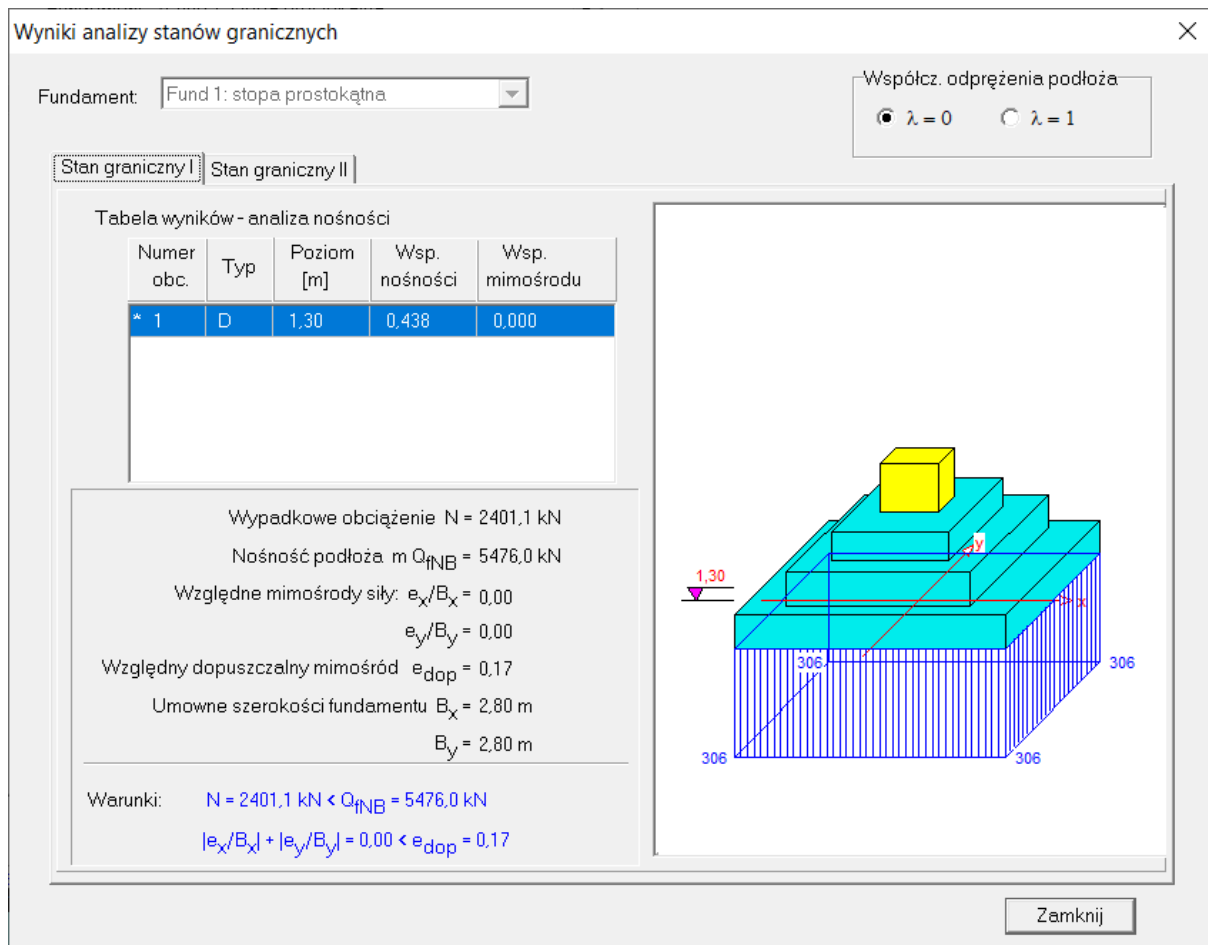 Wyniki analizy stanów granicznych
Fundament:
Fund 1: stopa prostokątna
Współcz. odprężenia podłoża
λ = 0
λ = 1
Stan graniczny I
Stan graniczny II
Tabela wyników - analiza nośności
Numer obc.
Typ
Poziom [m]
Wsp. nośności
Wsp. mimośrodu
* 1
D
1,30
0,438
0,000
Wypadkowe obciążenie N = 2401,1 kN
Nośność podłoża m QfNB = 5476,0 kN
Względne mimośrody siły: ex/Bx = 0,00
ey/By = 0,00
Względny dopuszczalny mimośród edop = 0,17
Umowne szerokości fundamentu Bx = 2,80 m
By = 2,80 m
Warunki:
N = 2401,1 kN < QfNB = 5476,0 kN
|ex/Bx| + |ey/By| = 0,00 < edop = 0,17
1,30
y
x
306
306
306
306
Zamknij